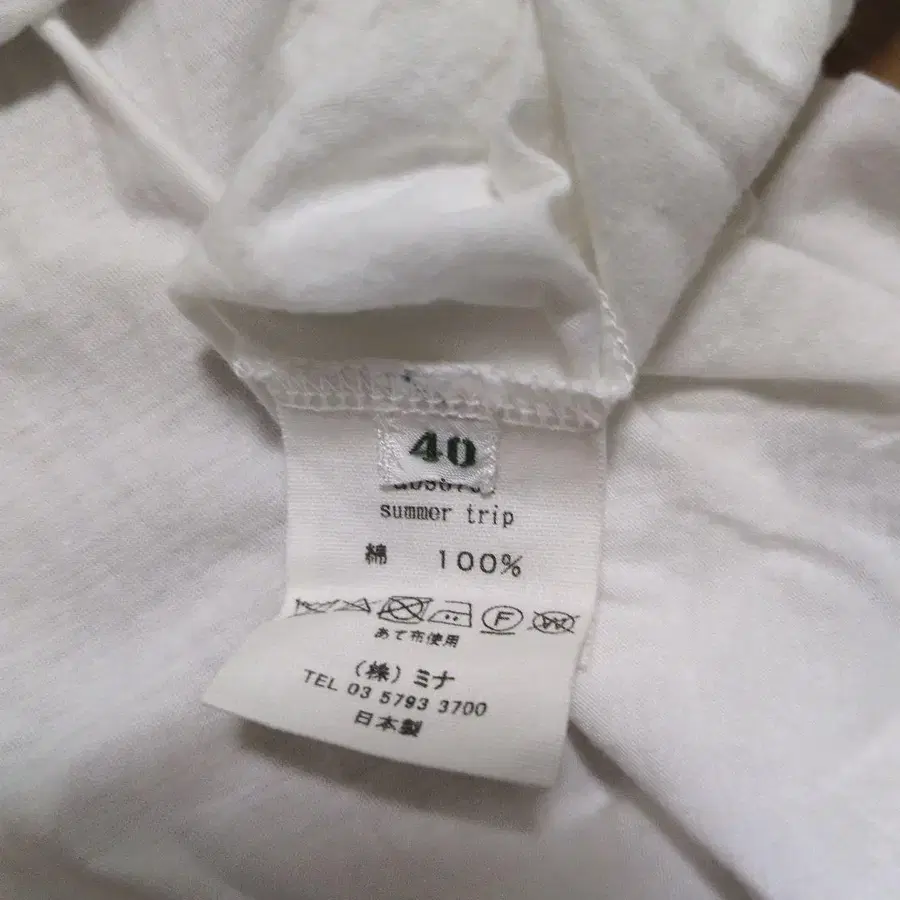 40
summer trip
綿 100%
F W
あて布使用
(株) ミナ
TEL 03 5793 3700
日本製